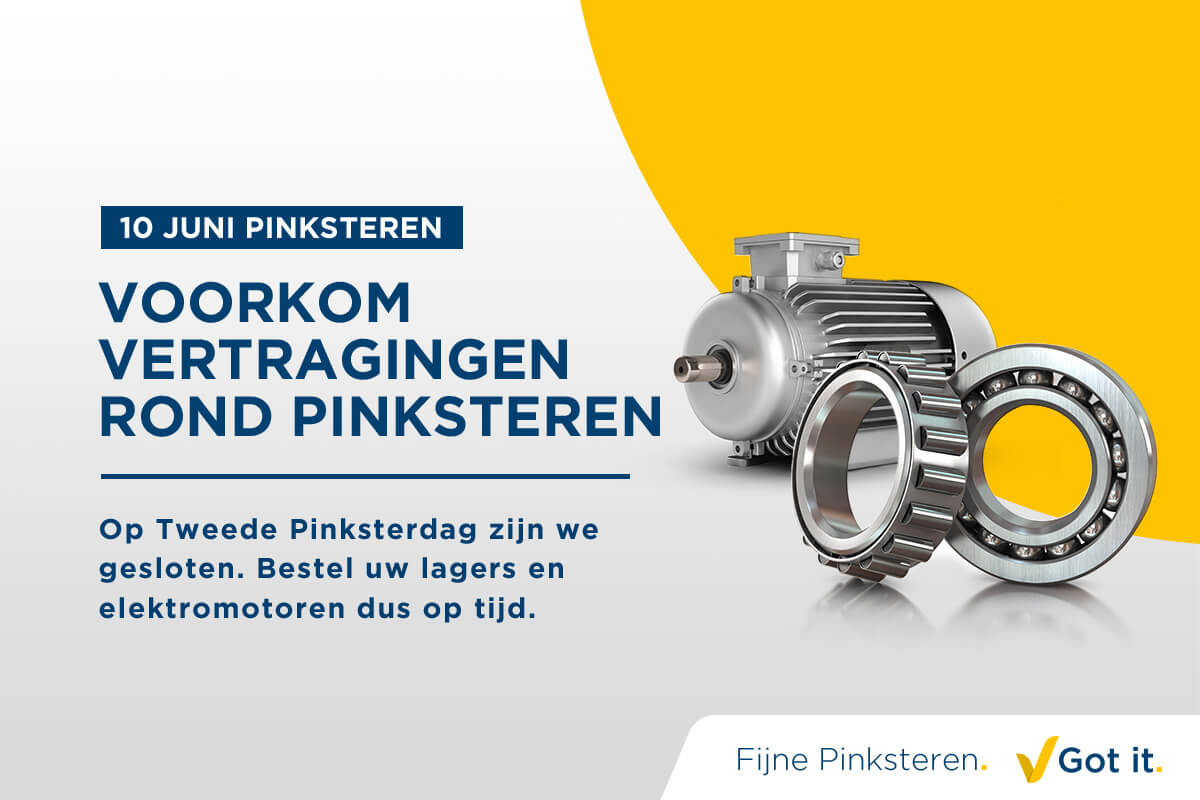 10 JUNI PINKSTEREN
VOORKOM
VERTRAGINGEN
ROND PINKSTEREN
Op Tweede Pinksterdag zijn we
gesloten. Bestel uw lagers en
elektromotoren dus op tijd.
Fijne Pinksteren. Got it.